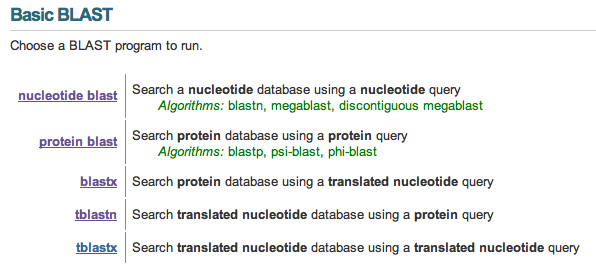 Basic BLAST
Choose a BLAST program to run.
nucleotide blast Search a nucleotide database using a nucleotide query
Algorithms: blastn, megablast, discontiguous megablast
protein blast Search protein database using a protein query
Algorithms: blastp, psi-blast, phi-blast
blastx Search protein database using a translated nucleotide query
tblastn Search translated nucleotide database using a protein query
tblastx Search translated nucleotide database using a translated nucleotide query